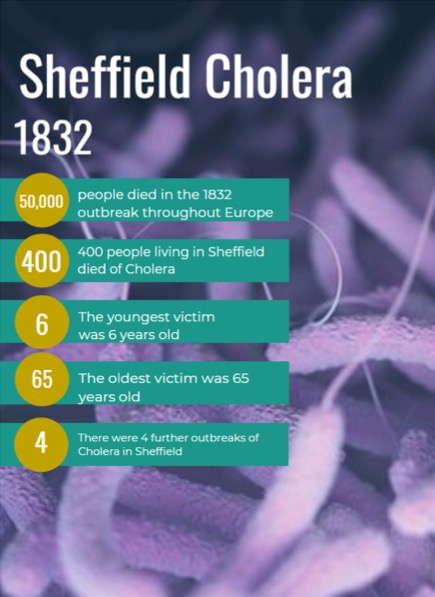 Sheffield Cholera
1832
50,000
people died in the 1832
outbreak throughout Europe
400
400 people living in Sheffield
died of Cholera
6
The youngest victim
was 6 years old
65
The oldest victim was 65
years old
4
There were 4 further outbreaks of
Cholera in Sheffield